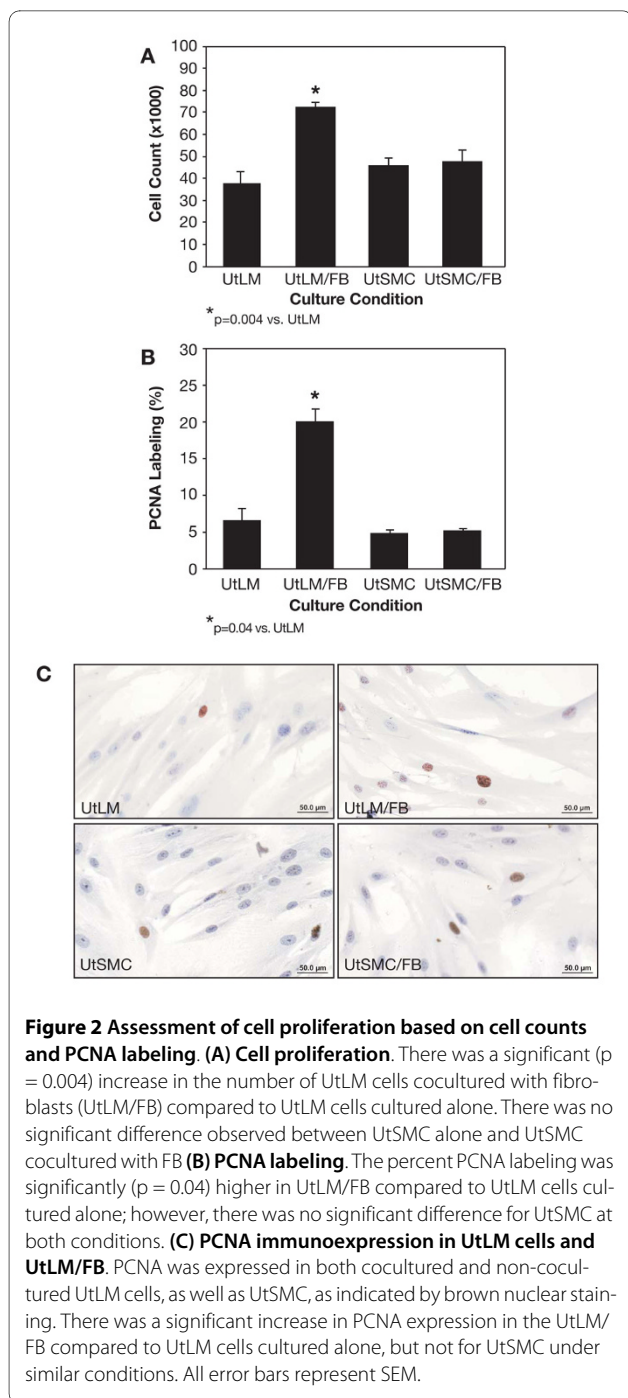 A
Cell Count (x1000)
100
90
80
70
60
50
40
30
20
10
0
*
UtLM UtLM/FB UtSMC UtSMC/FB
Culture Condition
*p=0.004 vs. UtLM
B
PCNA Labeling (%)
30
25
20
15
10
5
0
*
UtLM UtLM/FB UtSMC UtSMC/FB
Culture Condition
*p=0.04 vs. UtLM
C
UtLM 50.0 µm
UtLM/FB 50.0 µm
UtSMC 50.0 µm
UtSMC/FB 50.0 µm
Figure 2 Assessment of cell proliferation based on cell counts
and PCNA labeling. (A) Cell proliferation. There was a significant (p
= 0.004) increase in the number of UtLM cells cocultured with fibro-
blasts (UtLM/FB) compared to UtLM cells cultured alone. There was no
significant difference observed between UtSMC alone and UtSMC
cocultured with FB (B) PCNA labeling. The percent PCNA labeling was
significantly (p = 0.04) higher in UtLM/FB compared to UtLM cells cul-
tured alone; however, there was no significant difference for UtSMC at
both conditions. (C) PCNA immunoexpression in UtLM cells and
UtLM/FB. PCNA was expressed in both cocultured and non-cocul-
tured UtLM cells, as well as UtSMC, as indicated by brown nuclear stain-
ing. There was a significant increase in PCNA expression in the UtLM/
FB compared to UtLM cells cultured alone, but not for UtSMC under
similar conditions. All error bars represent SEM.